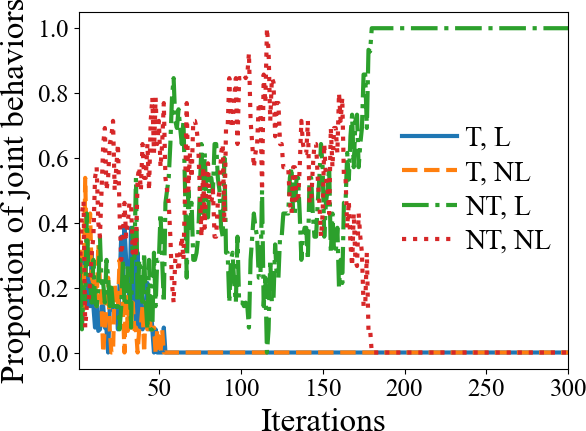 Proportion of joint behaviors
1.0
0.8
0.6
0.4
0.2
0.0
T, L
T, NL
NT, L
NT, NL
50 100 150 200 250 300
Iterations